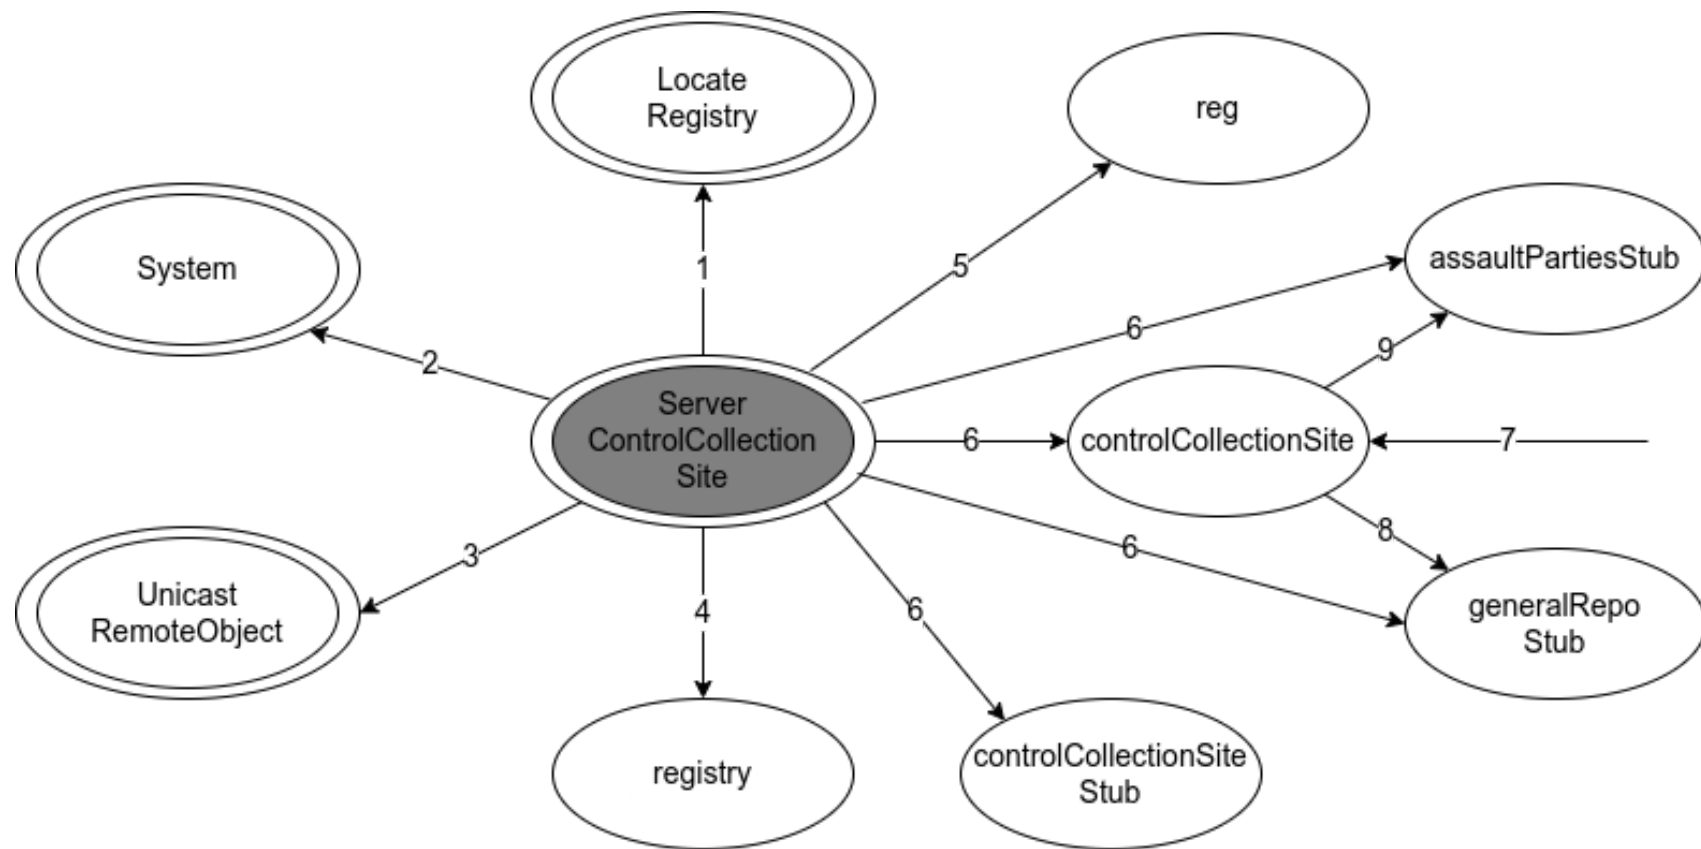 Locate
Registry
reg
System
1
5
assaultPartiesStub
6
2
9
Server
ControlCollection
Site
6
controlCollectionSite
7
8
6
3
4
6
Unicast
RemoteObject
generalRepo
Stub
registry
controlCollectionSite
Stub